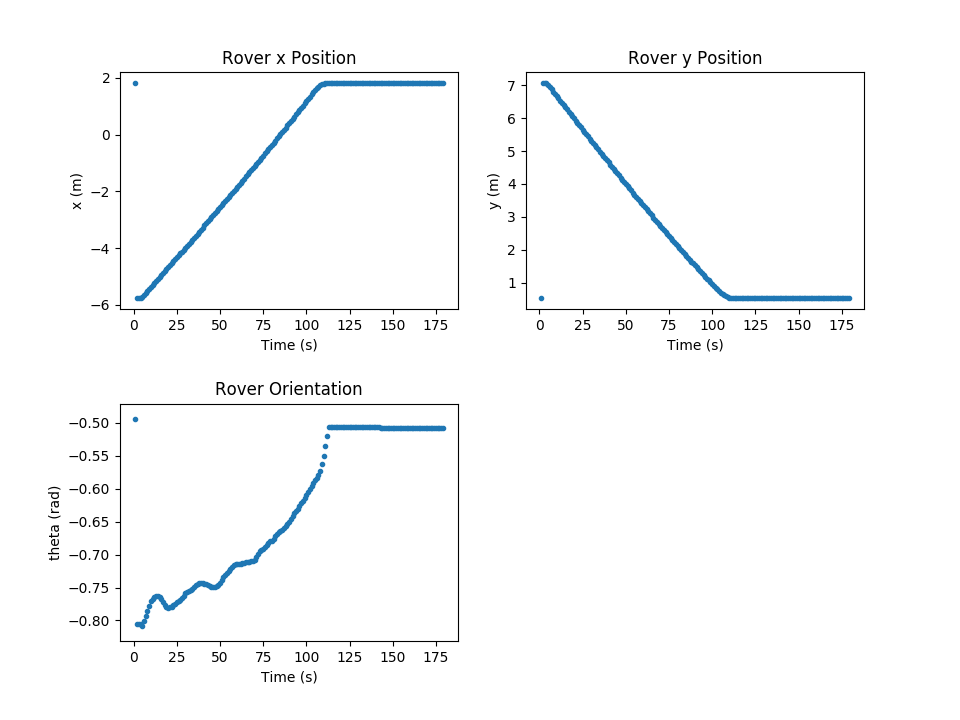 Rover x Position
2
0
−2
−4
−6
x (m)
0 25 50 75 100 125 150 175
Time (s)
Rover y Position
7
6
5
4
3
2
1
y (m)
0 25 50 75 100 125 150 175
Time (s)
Rover Orientation
−0.50
−0.55
−0.60
−0.65
−0.70
−0.75
−0.80
theta (rad)
0 25 50 75 100 125 150 175
Time (s)